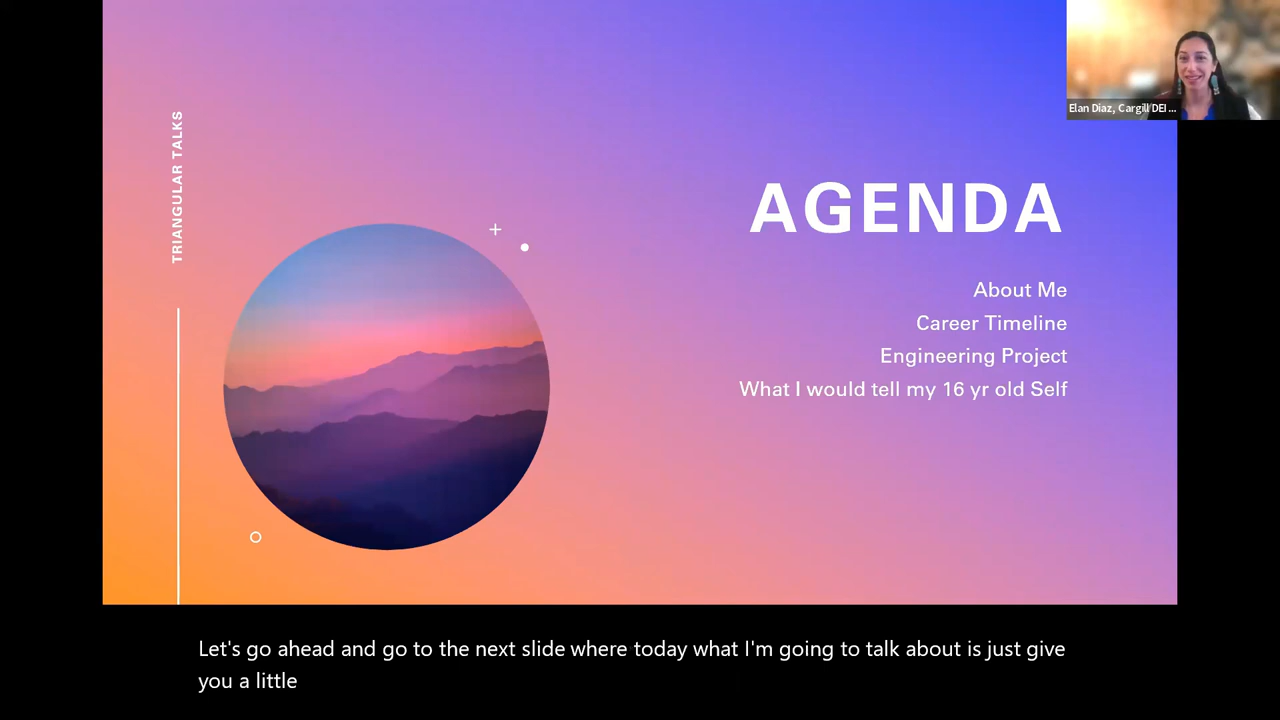 TRIANGULAR TALKS
AGENDA
About Me
Career Timeline
Engineering Project
What I would tell my 16 yr old Self
Elan Diaz, Cargill DEI ...
Let's go ahead and go to the next slide where today what I'm going to talk about is just give
you a little